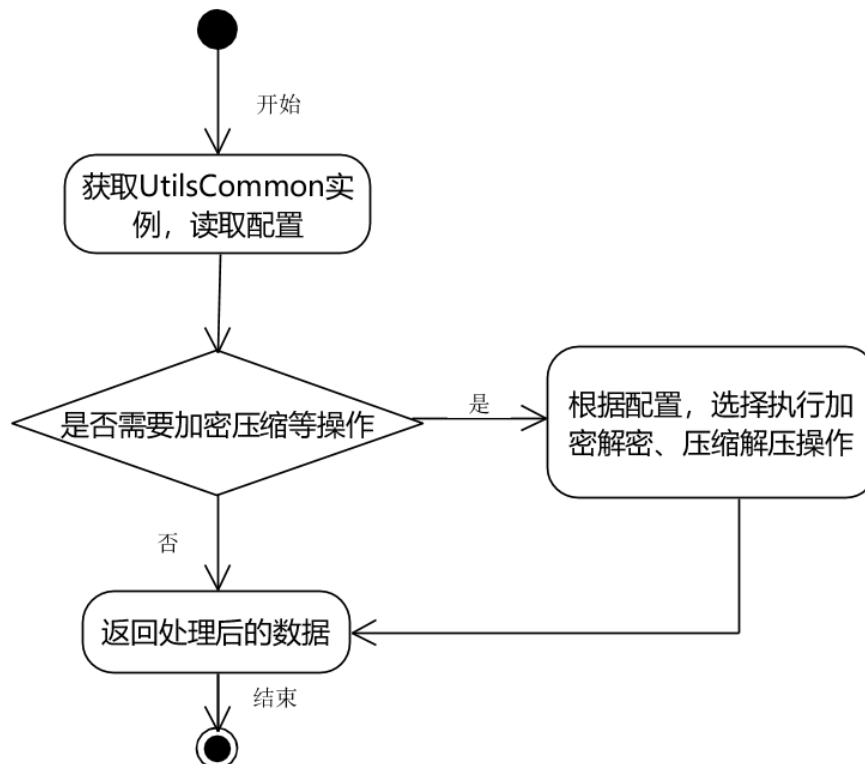 开始
获取UtilsCommon实
例，读取配置
是否需要加密压缩等操作
是
根据配置，选择执行加
密解密、压缩解压操作
否
返回处理后的数据
结束